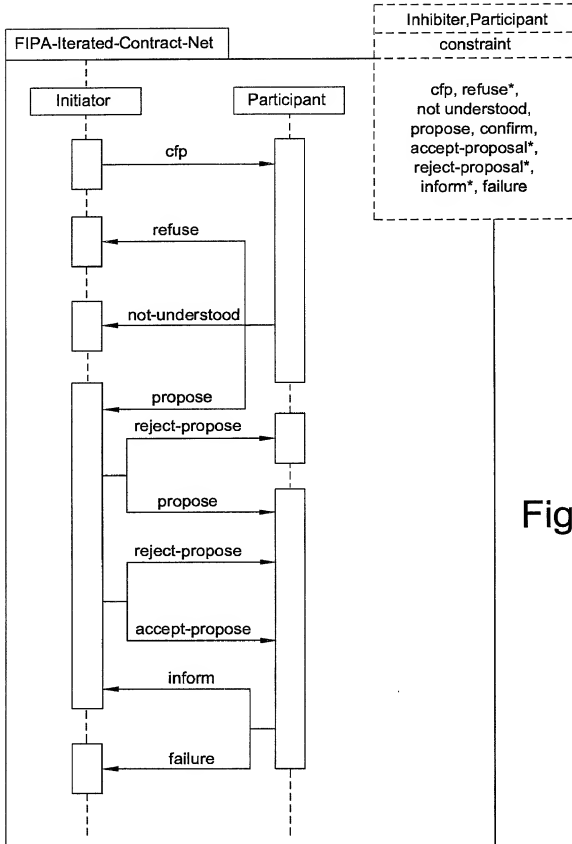 Inhibiter,Participant
FIPA-Iterated-Contract-Net
constraint
Initiator
Participant
cfp, refuse*,
not understood,
propose, confirm,
accept-proposal*,
reject-proposal*,
inform*, failure
cfp
refuse
not-understood
propose
reject-propose
propose
reject-propose
accept-propose
inform
failure
Fig